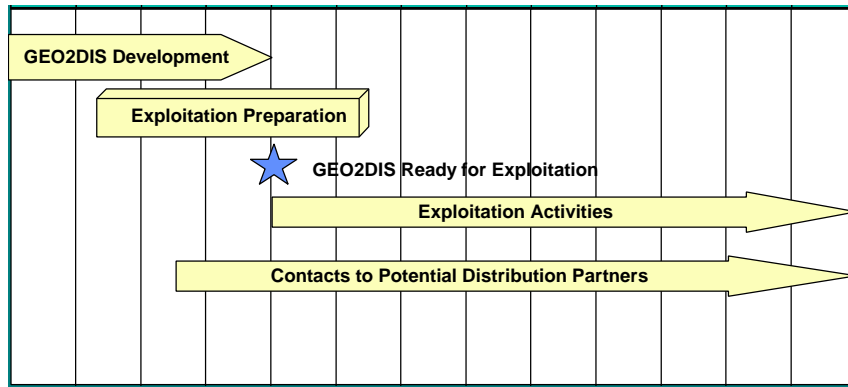 GEO2DIS Development
Exploitation Preparation
GEO2DIS Ready for Exploitation
Exploitation Activities
Contacts to Potential Distribution Partners